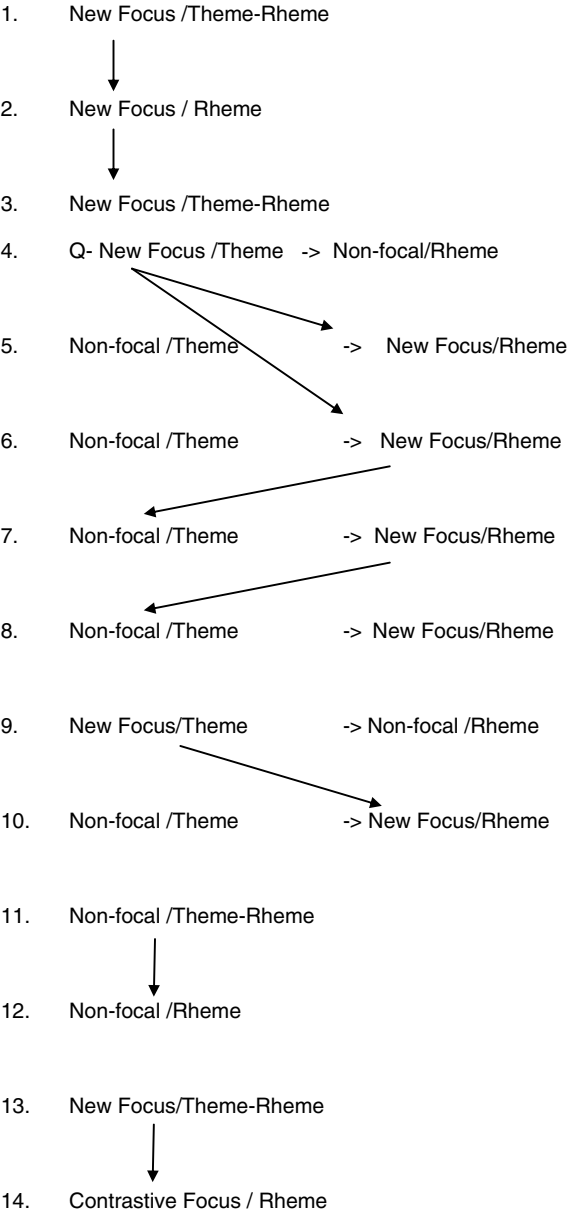 1. New Focus /Theme-Rheme
2. New Focus / Rheme
3. New Focus /Theme-Rheme
4. Q- New Focus /Theme -> Non-focal/Rheme
5. Non-focal /Theme -> New Focus/Rheme
6. Non-focal /Theme -> New Focus/Rheme
7. Non-focal /Theme -> New Focus/Rheme
8. Non-focal /Theme -> New Focus/Rheme
9. New Focus/Theme -> Non-focal /Rheme
10. Non-focal /Theme -> New Focus/Rheme
11. Non-focal /Theme-Rheme
12. Non-focal /Rheme
13. New Focus/Theme-Rheme
14. Contrastive Focus / Rheme